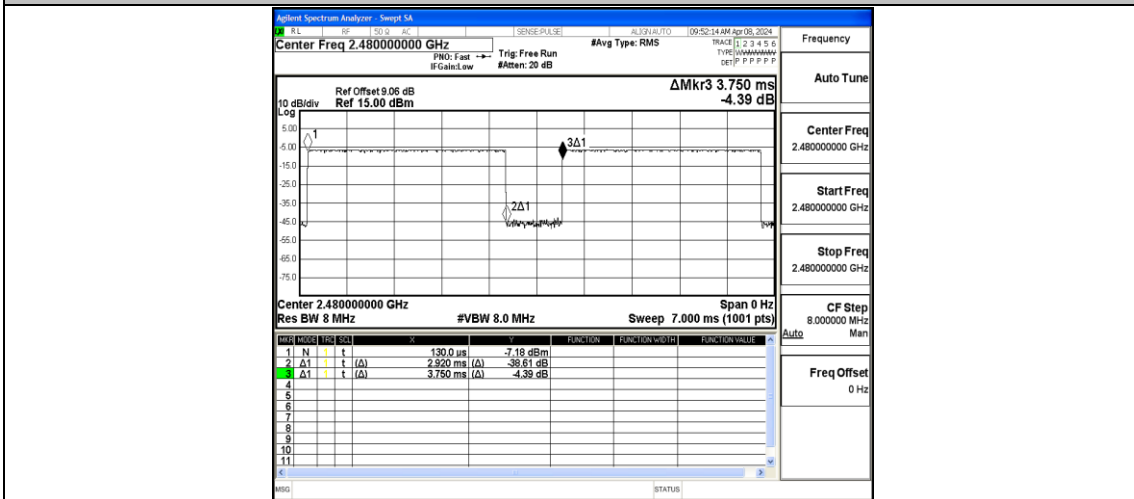 Agilent Spectrum Analyzer - Swept SA
RL RF 50 Ω AC SENSE:PULSE ALIGNAUTO 09:52:14 AM Apr 08, 2024
Center Freq 2.480000000 GHz #Avg Type: RMS TRACE 1 2 3 4 5 6
PNO: Fast Trig: Free Run TYPE WWWWWW
IFGain:Low #Atten: 20 dB DET P P P P P P
ΔMkr3 3.750 ms
-4.39 dB
Ref Offset 9.06 dB
10 dB/div Ref 15.00 dBm
Log
5.00
-5.00
-15.0
-25.0
-35.0
-45.0
-55.0
-65.0
-75.0
1
2Δ1
3Δ1
Center 2.480000000 GHz Span 0 Hz
Res BW 8 MHz #VBW 8.0 MHz Sweep 7.000 ms (1001 pts)
MKR MODE TRC SCL X Y FUNCTION FUNCTION WIDTH FUNCTION VALUE
1 N 1 t 130.0 µs -7.18 dBm
2 Δ1 1 t (Δ) 2.920 ms (Δ) -38.61 dB
3 Δ1 1 t (Δ) 3.750 ms (Δ) -4.39 dB
4
5
6
7
8
9
10
11
MSG STATUS
Frequency
Auto Tune
Center Freq
2.480000000 GHz
Start Freq
2.480000000 GHz
Stop Freq
2.480000000 GHz
CF Step
8.000000 MHz
Auto Man
Freq Offset
0 Hz